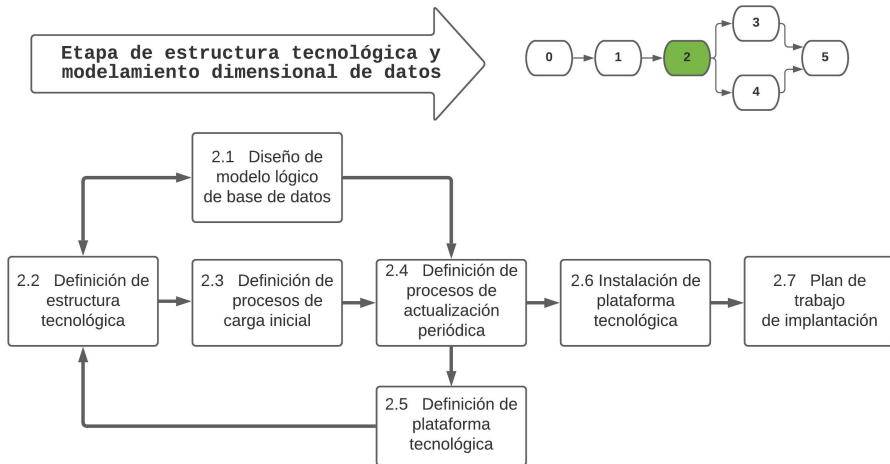 Etapa de estructura tecnológica y
modelamiento dimensional de datos
0
1
2
3
4
5
2.1 Diseño de
modelo lógico
de base de datos
2.2 Definición de
estructura
tecnológica
2.3 Definición de
procesos de
carga inicial
2.4 Definición de
procesos de
actualización
periódica
2.6 Instalación de
plataforma
tecnológica
2.7 Plan de
trabajo
de implantación
2.5 Definición de
plataforma
tecnológica